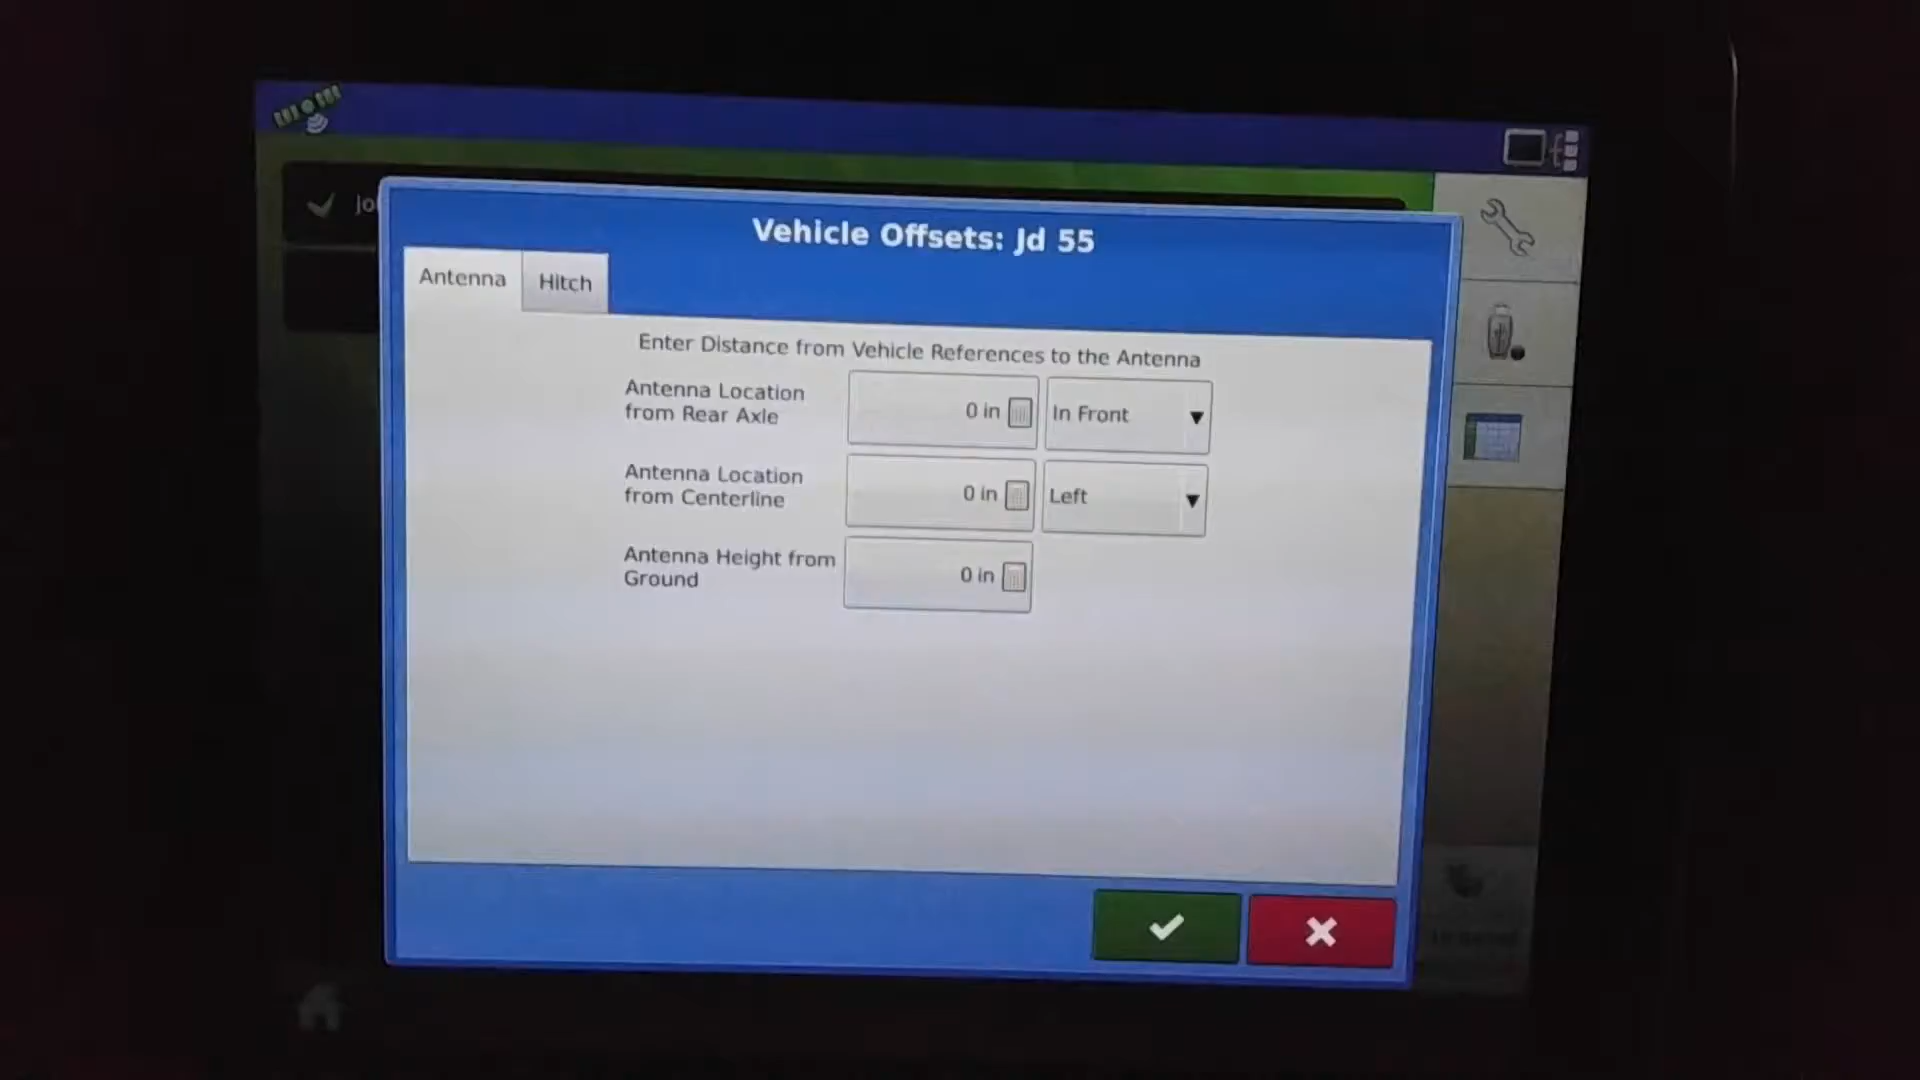 Jo
Vehicle Offsets: Jd 55
Antenna Hitch
Enter Distance from Vehicle References to the Antenna
Antenna Location
from Rear Axle
0 in In Front
Antenna Location
from Centerline
0 in Left
Antenna Height from
Ground
0 in